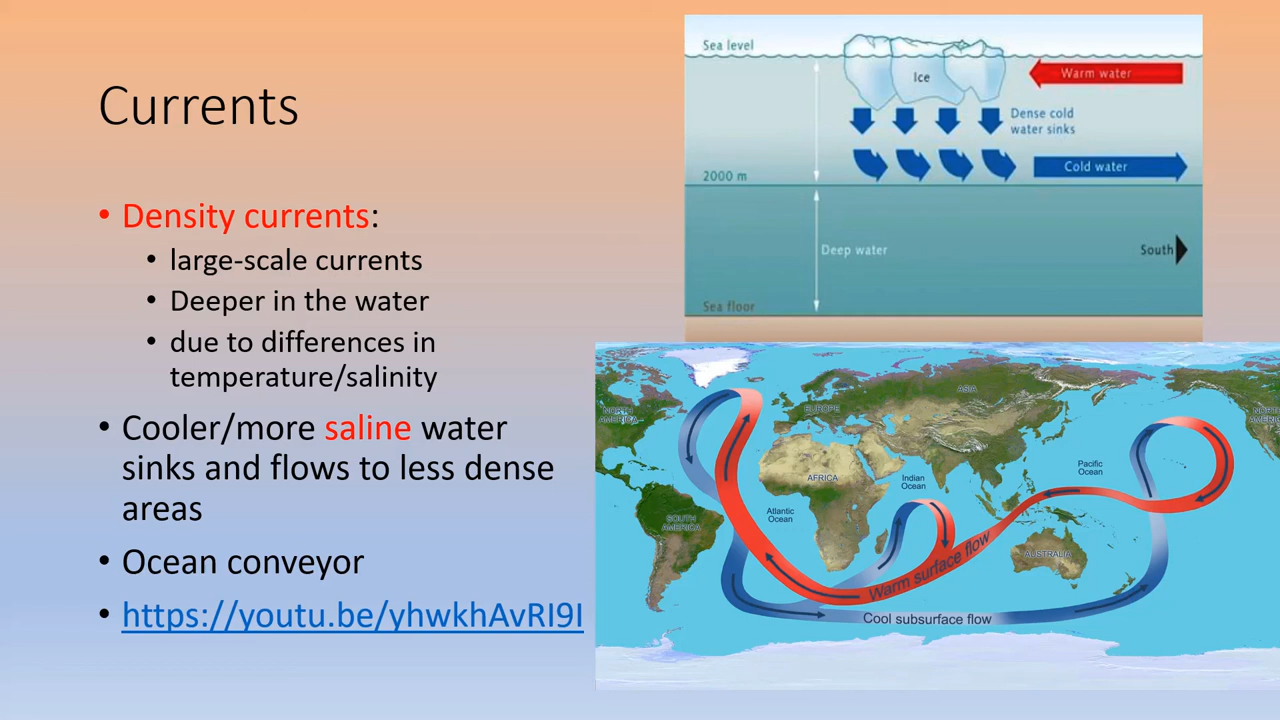 Currents
• Density currents:
• large-scale currents
• Deeper in the water
• due to differences in
temperature/salinity
• Cooler/more saline water
sinks and flows to less dense
areas
• Ocean conveyor
• https://youtu.be/yhwkhAvRI9I
Sea level
Ice
Warm water
Dense cold
water sinks
2000 m
Cold water
Deep water
South
Sea floor
NORTH
AMERICA
EUROPE
ASIA
NORTH
AMERICA
AFRICA
Indian
Ocean
Pacific
Ocean
Atlantic
Ocean
SOUTH
AMERICA
AUSTRALIA
Warm surface flow
Cool subsurface flow